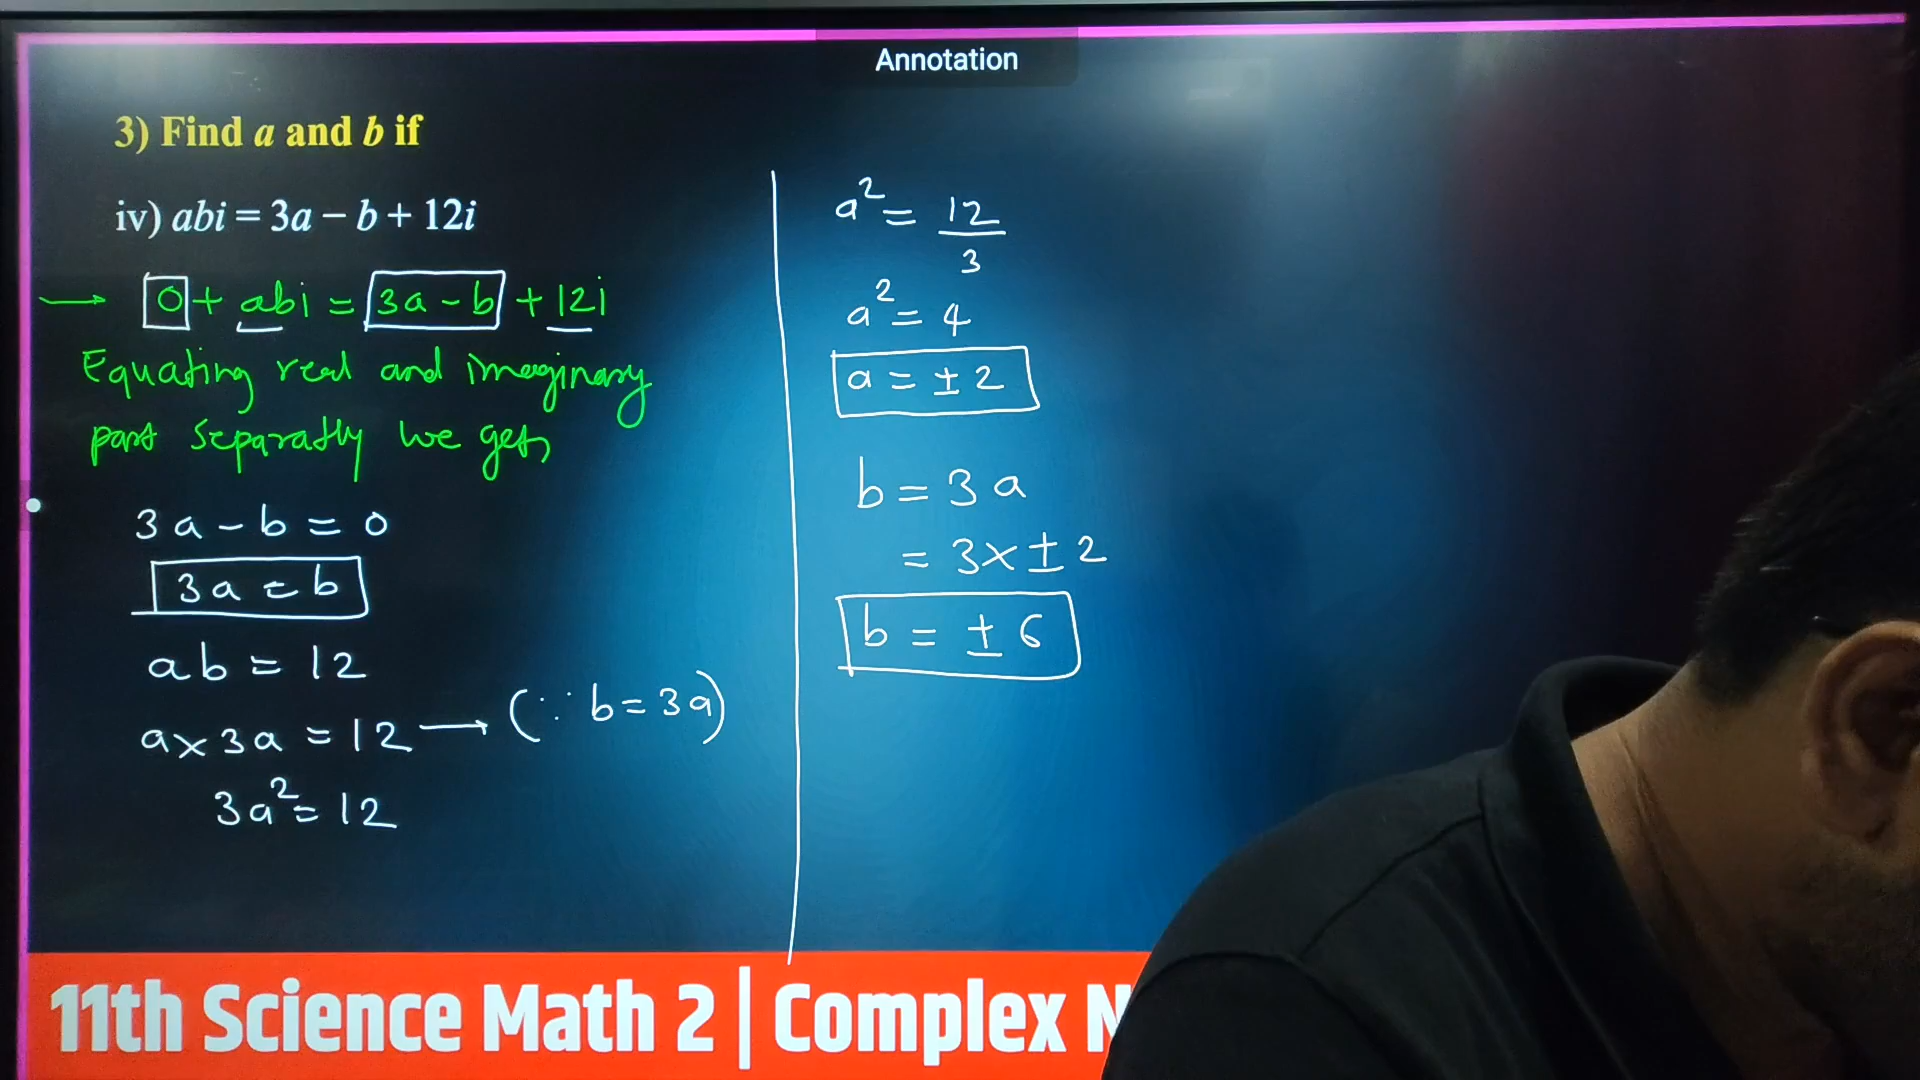 Annotation
3) Find a and b if
iv) abi = 3a − b + 12i
→ 0 + abi = 3a - b + 12i
Equating real and imaginary
part separatly we get,
3a - b = 0
3a = b
ab = 12
a × 3a = 12 → (∵ b = 3a)
3a² = 12
a² = 12/3
a² = 4
a = ± 2
b = 3a
= 3 × ± 2
b = ± 6
11th Science Math 2 | Complex N